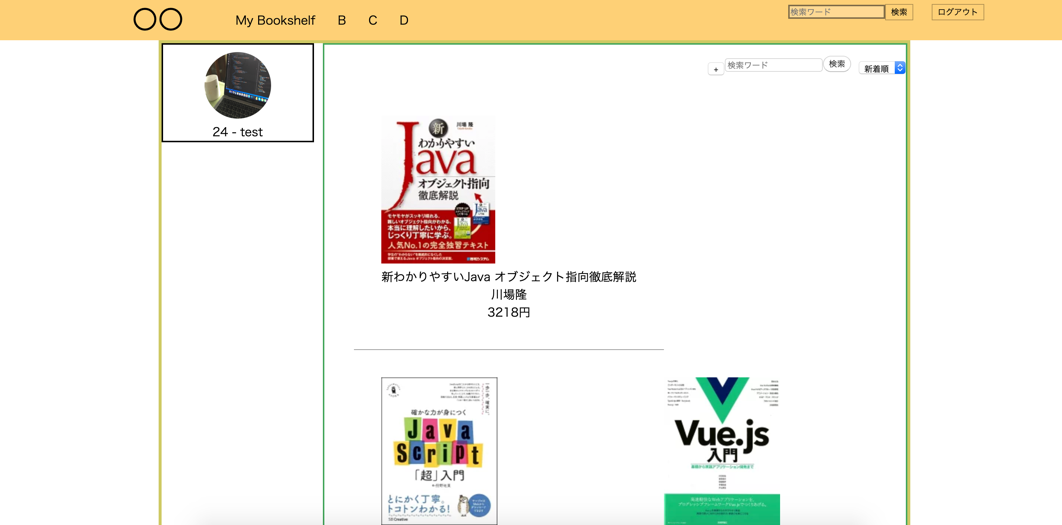 〇〇
My Bookshelf
B
C
D
検索ワード
検索
ログアウト
24 - test
+
検索ワード
検索
新着順
新
川場 隆
わかりやすい
Java
オブジェクト指向
徹底解説
モヤモヤがスッキリ晴れる、
難しいオブジェクト指向がわかる。
本当に理解したいから、
じっくり丁寧に学ぶ。
人気No.1の完全独習テキスト
新わかりやすいJava オブジェクト指向徹底解説
川場隆
3218円
確かな力が身につく
JavaScript
「超」入門
とにかく丁寧。
トコトンわかる!
Vue.js
入門